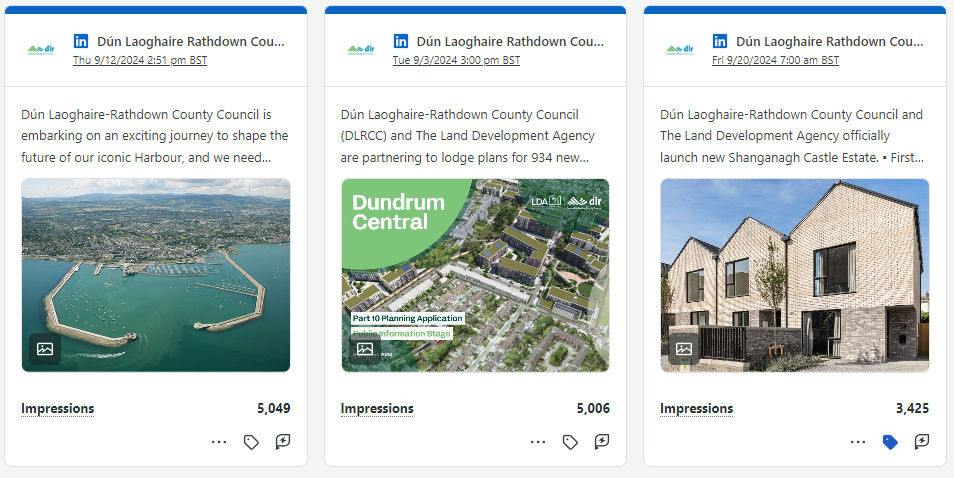 dlr
Dún Laoghaire Rathdown Cou...
Thu 9/12/2024 2:51 pm BST
Dún Laoghaire-Rathdown County Council is
embarking on an exciting journey to shape the
future of our iconic Harbour, and we need...
Impressions 5,049
dlr
Dún Laoghaire Rathdown Cou...
Tue 9/3/2024 3:00 pm BST
Dún Laoghaire-Rathdown County Council
(DLRCC) and The Land Development Agency
are partnering to lodge plans for 934 new...
Dundrum
Central
LDA dlr
Part 10 Planning Application
Public Information Stage
Impressions 5,006
dlr
Dún Laoghaire Rathdown Cou...
Fri 9/20/2024 7:00 am BST
Dún Laoghaire-Rathdown County Council and
The Land Development Agency officially
launch new Shanganagh Castle Estate. ▪ First...
Impressions 3,425